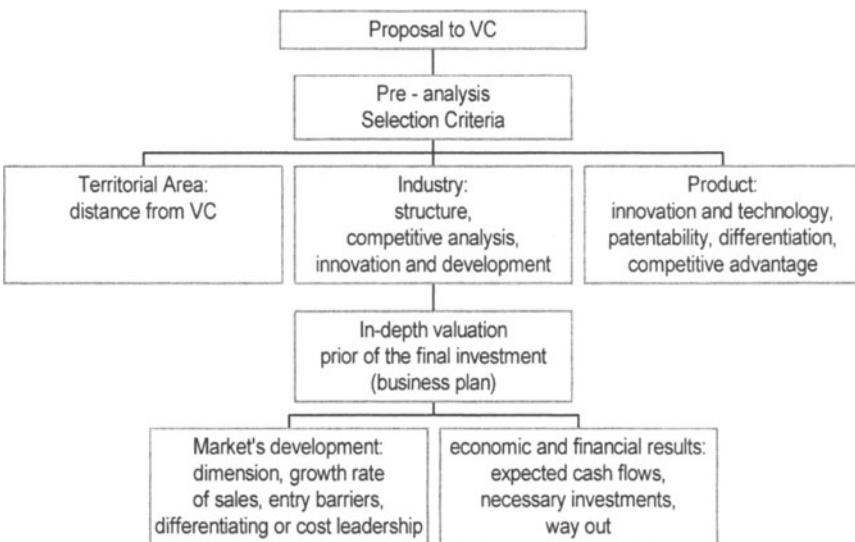 Proposal to VC
Pre - analysis
Selection Criteria
Territorial Area:
distance from VC
Industry:
structure,
competitive analysis,
innovation and development
Product:
innovation and technology,
patentability, differentiation,
competitive advantage
In-depth valuation
prior of the final investment
(business plan)
Market's development:
dimension, growth rate
of sales, entry barriers,
differentiating or cost leadership
economic and financial results:
expected cash flows,
necessary investments,
way out